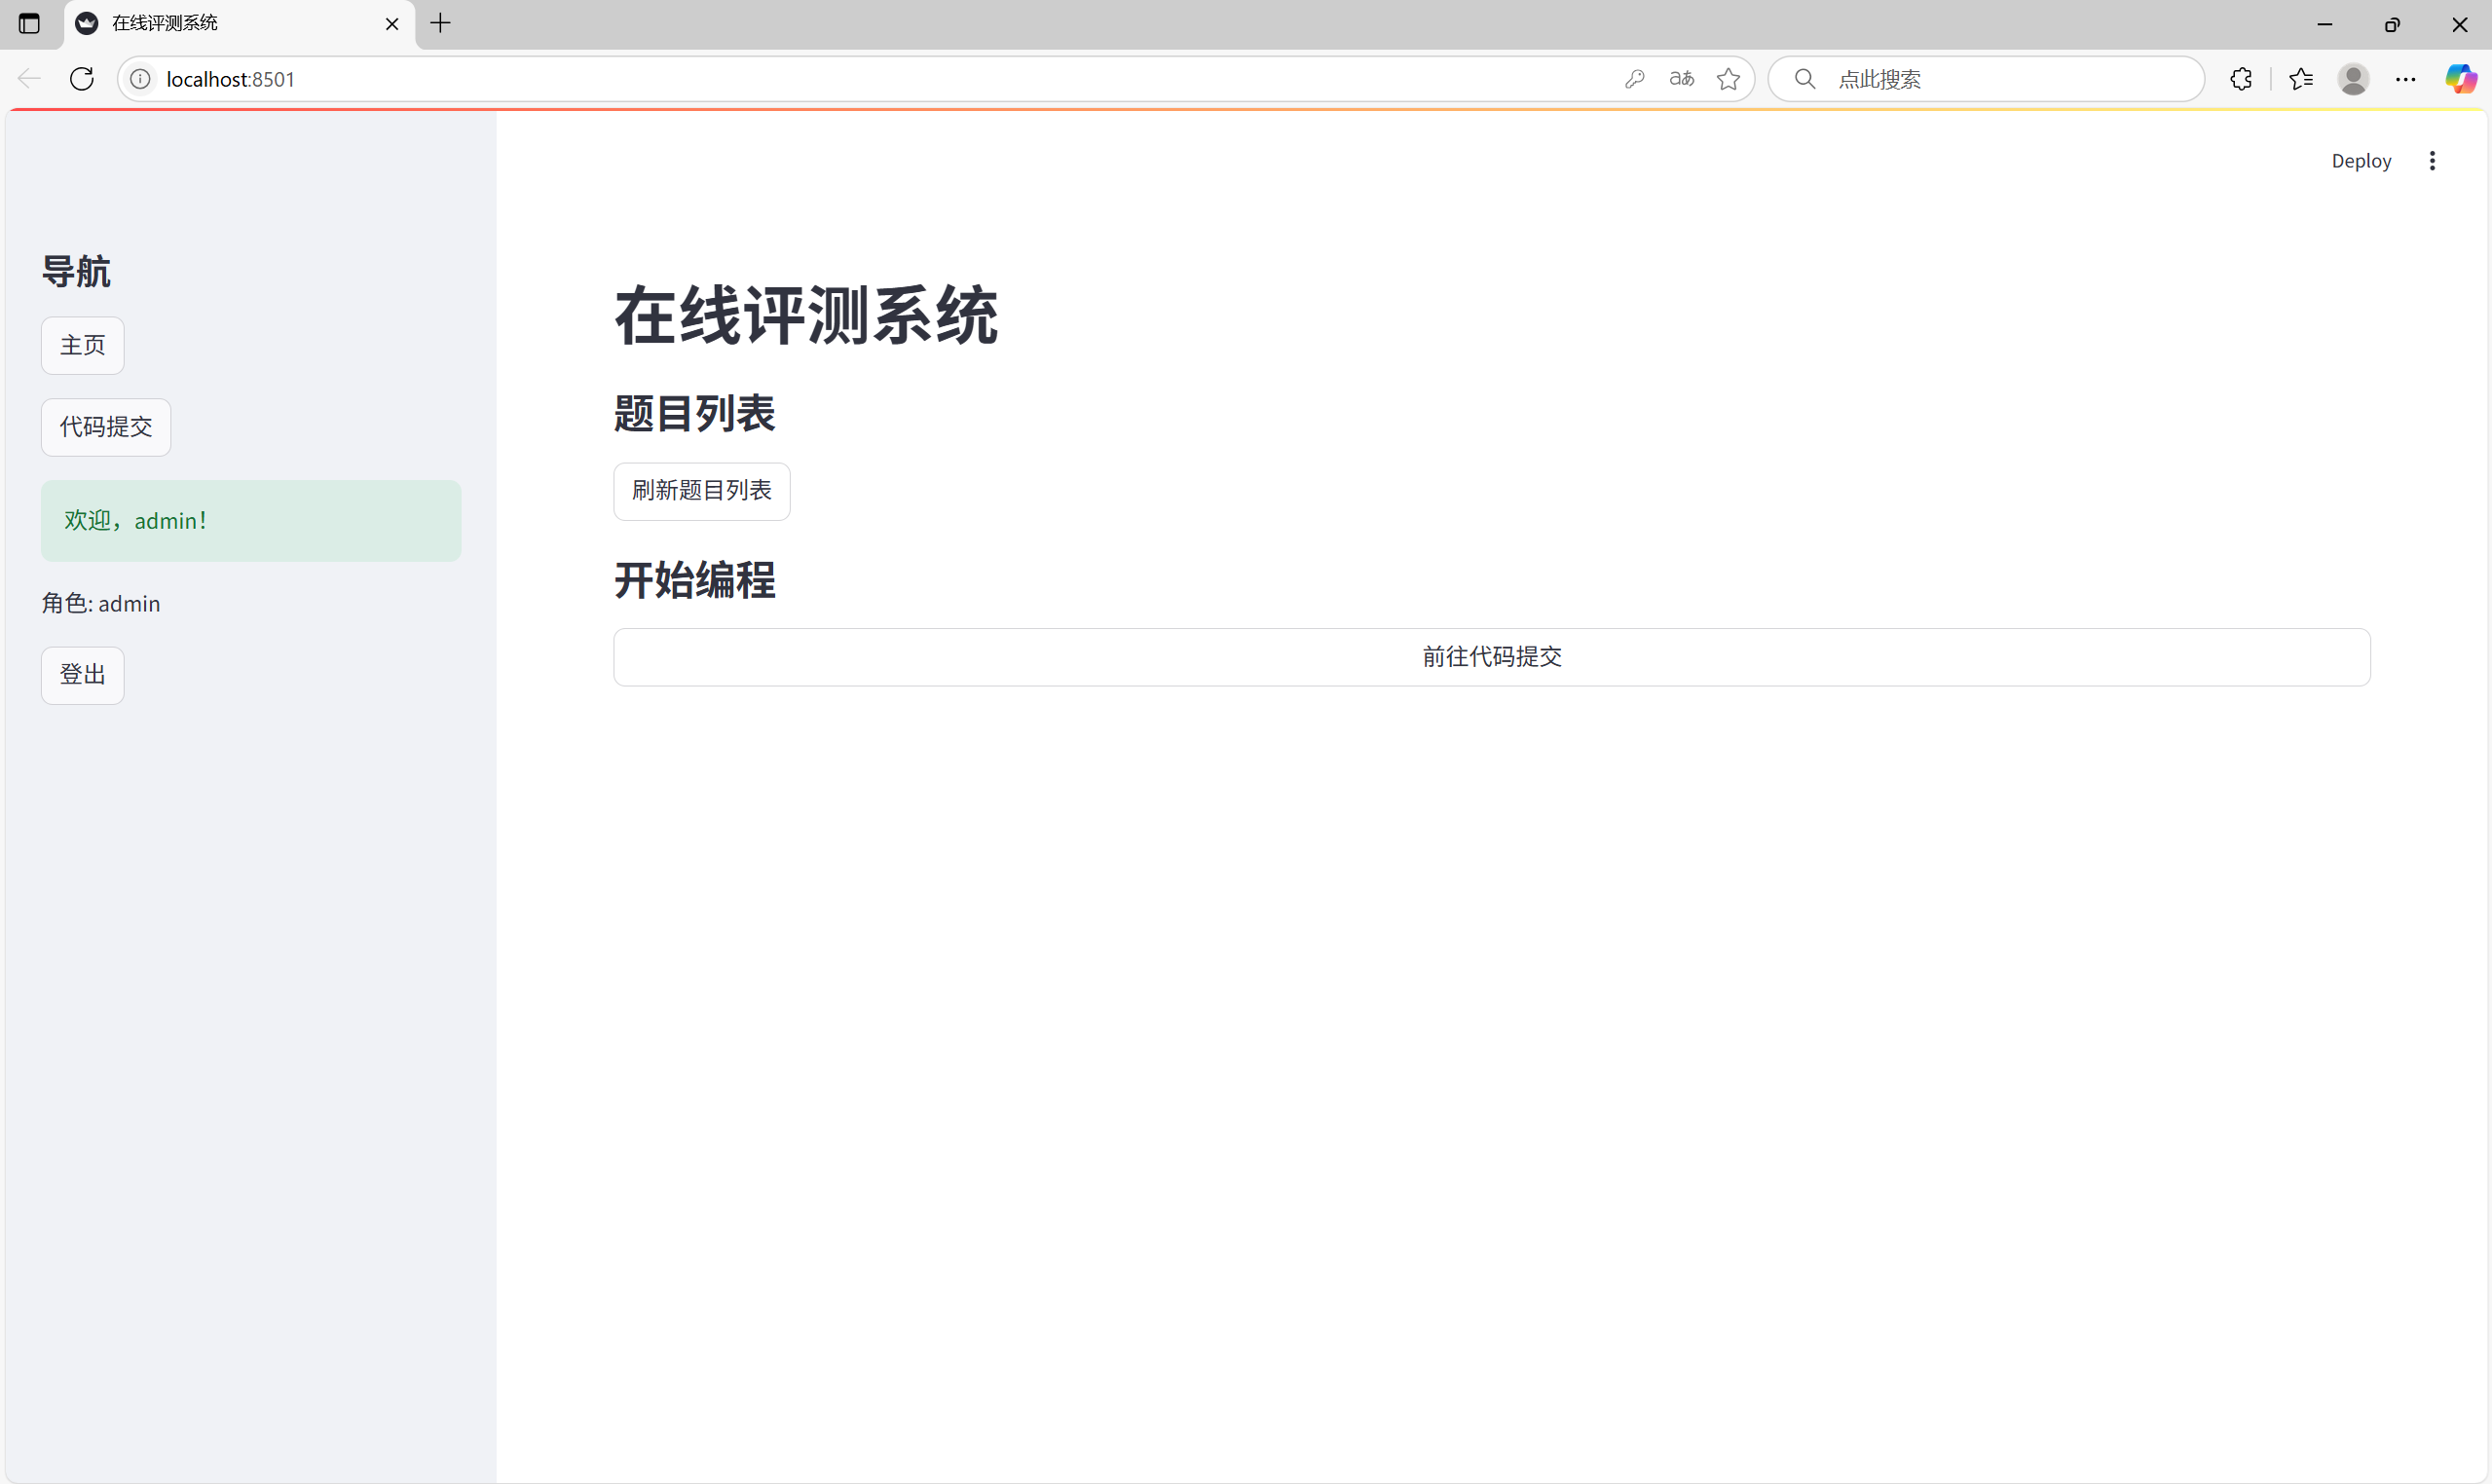 在线评测系统
localhost:8501
aあ
点此搜索
Deploy
导航
主页
代码提交
欢迎，admin！
角色: admin
登出
在线评测系统
题目列表
刷新题目列表
开始编程
前往代码提交